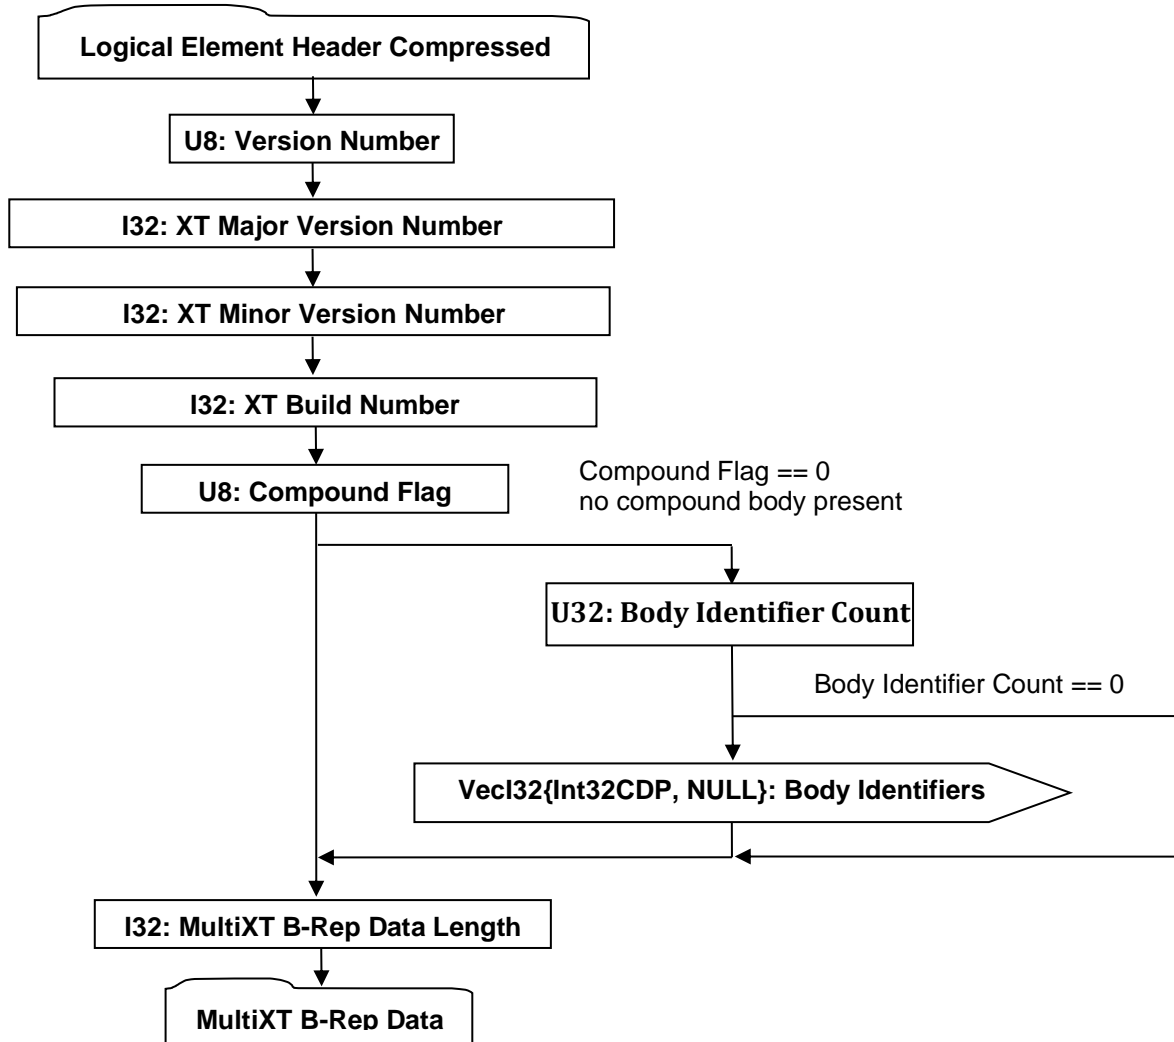 Logical Element Header Compressed
U8: Version Number
I32: XT Major Version Number
I32: XT Minor Version Number
I32: XT Build Number
U8: Compound Flag
Compound Flag == 0
no compound body present
U32: Body Identifier Count
Body Identifier Count == 0
VecI32{Int32CDP, NULL}: Body Identifiers
I32: MultiXT B-Rep Data Length
MultiXT B-Rep Data